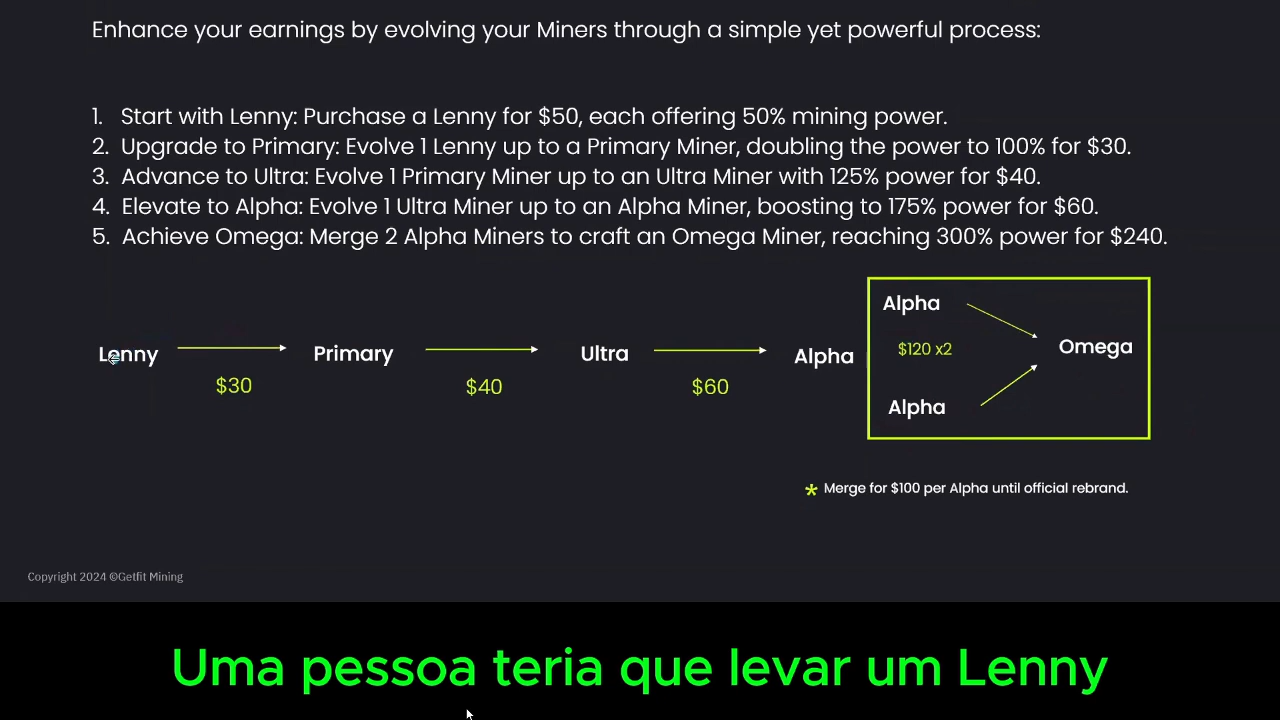 Enhance your earnings by evolving your Miners through a simple yet powerful process:
1. Start with Lenny: Purchase a Lenny for $50, each offering 50% mining power.
2. Upgrade to Primary: Evolve 1 Lenny up to a Primary Miner, doubling the power to 100% for $30.
3. Advance to Ultra: Evolve 1 Primary Miner up to an Ultra Miner with 125% power for $40.
4. Elevate to Alpha: Evolve 1 Ultra Miner up to an Alpha Miner, boosting to 175% power for $60.
5. Achieve Omega: Merge 2 Alpha Miners to craft an Omega Miner, reaching 300% power for $240.
Lenny
$30
Primary
$40
Ultra
$60
Alpha
Alpha
$120 x2
Alpha
Omega
* Merge for $100 per Alpha until official rebrand.
Copyright 2024 ©Getfit Mining
Uma pessoa teria que levar um Lenny